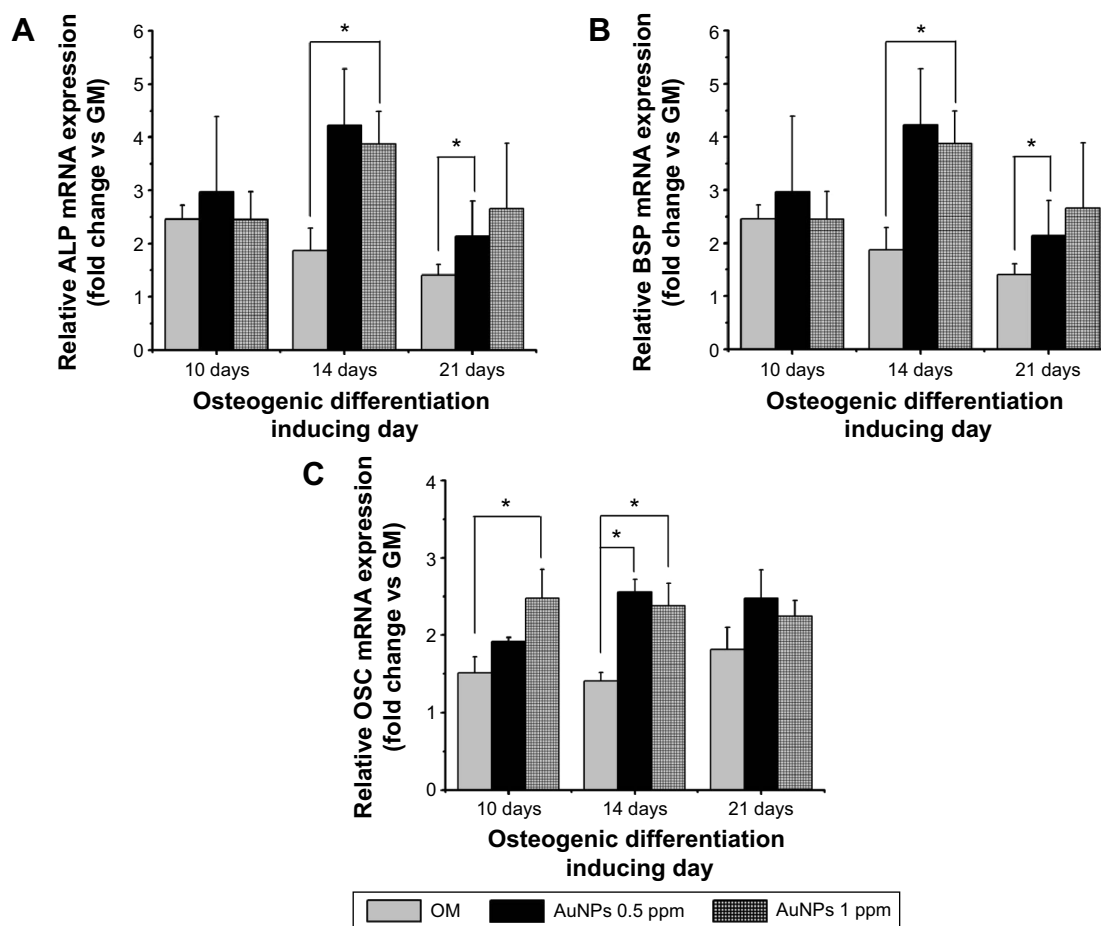 A
Relative ALP mRNA expression
(fold change vs GM)
6
5
4
3
2
1
0
*
*
10 days
14 days
21 days
Osteogenic differentiation
inducing day
B
Relative BSP mRNA expression
(fold change vs GM)
6
5
4
3
2
1
0
*
*
10 days
14 days
21 days
Osteogenic differentiation
inducing day
C
Relative OSC mRNA expression
(fold change vs GM)
4
3
2
1
0
*
*
*
10 days
14 days
21 days
Osteogenic differentiation
inducing day
OM
AuNPs 0.5 ppm
AuNPs 1 ppm